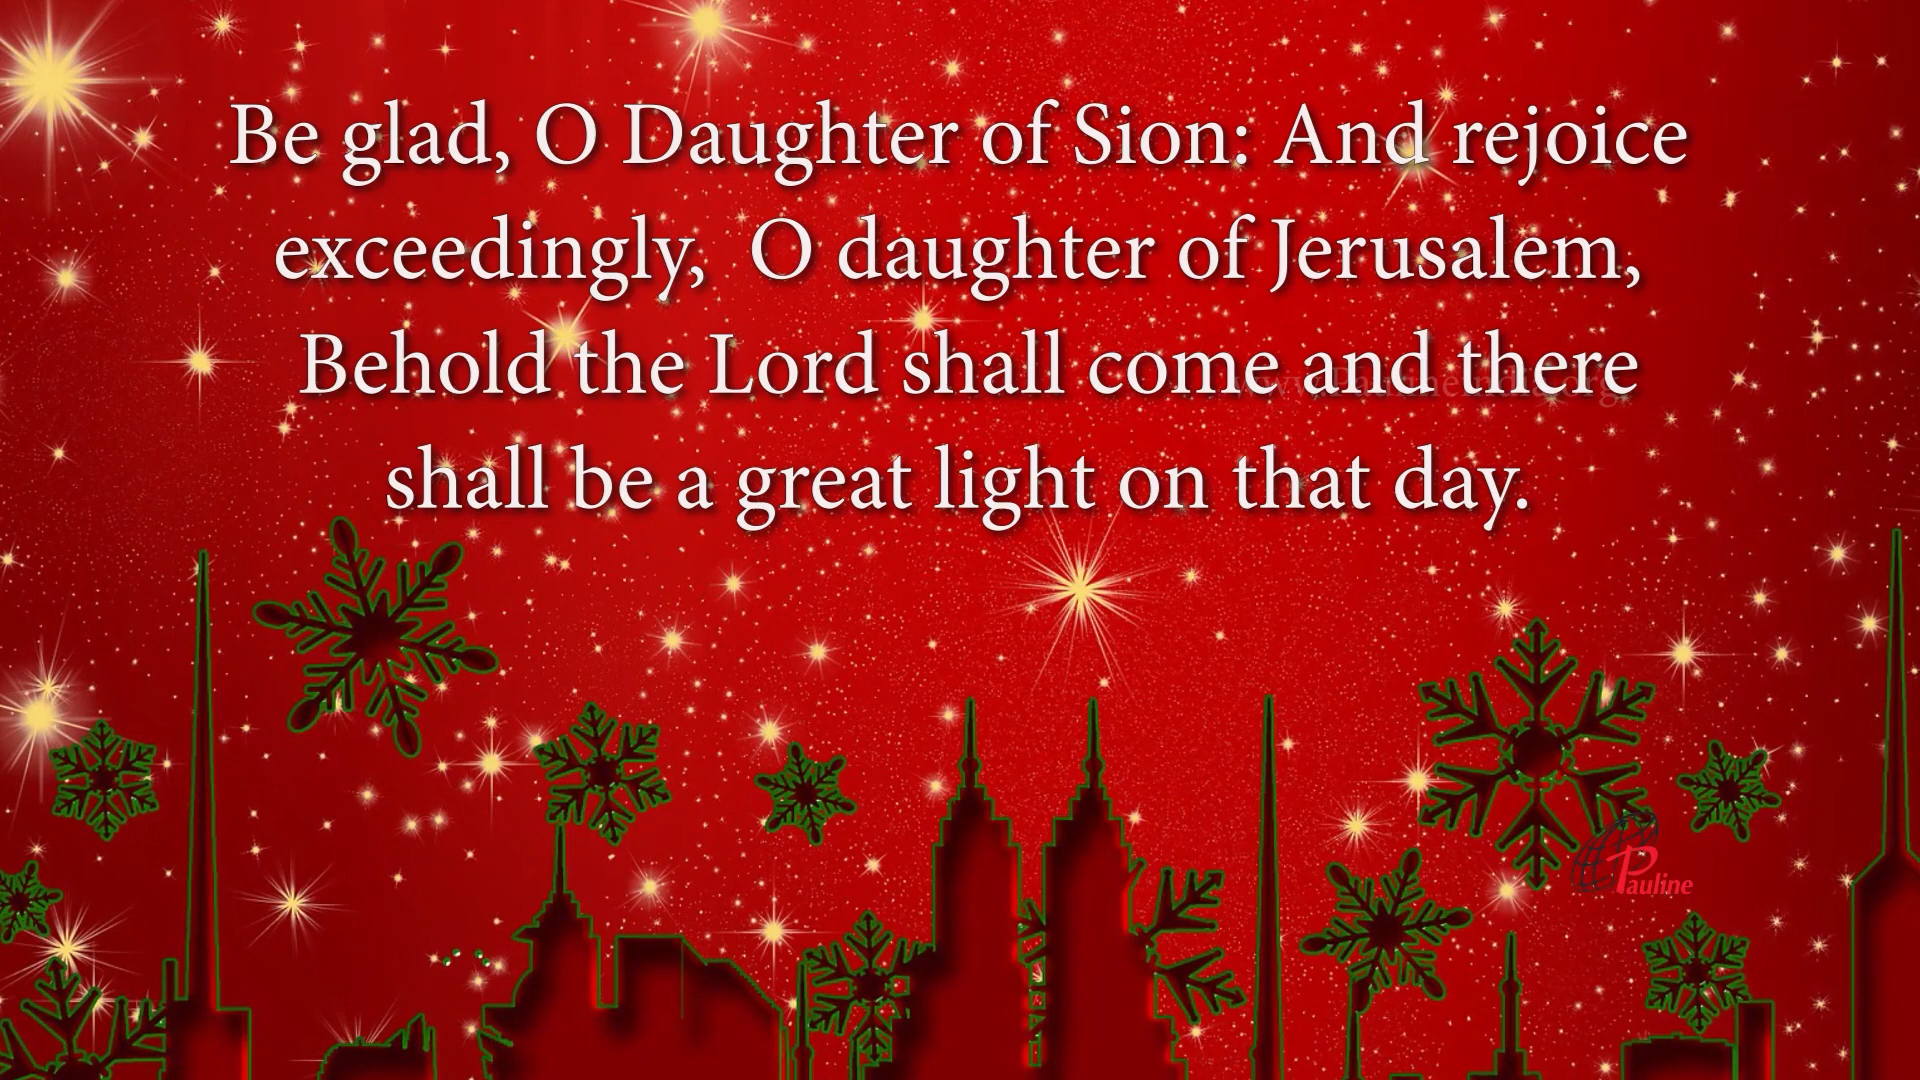 Be glad, O Daughter of Sion: And rejoice
exceedingly, O daughter of Jerusalem,
Behold the Lord shall come and there
shall be a great light on that day.
Pauline